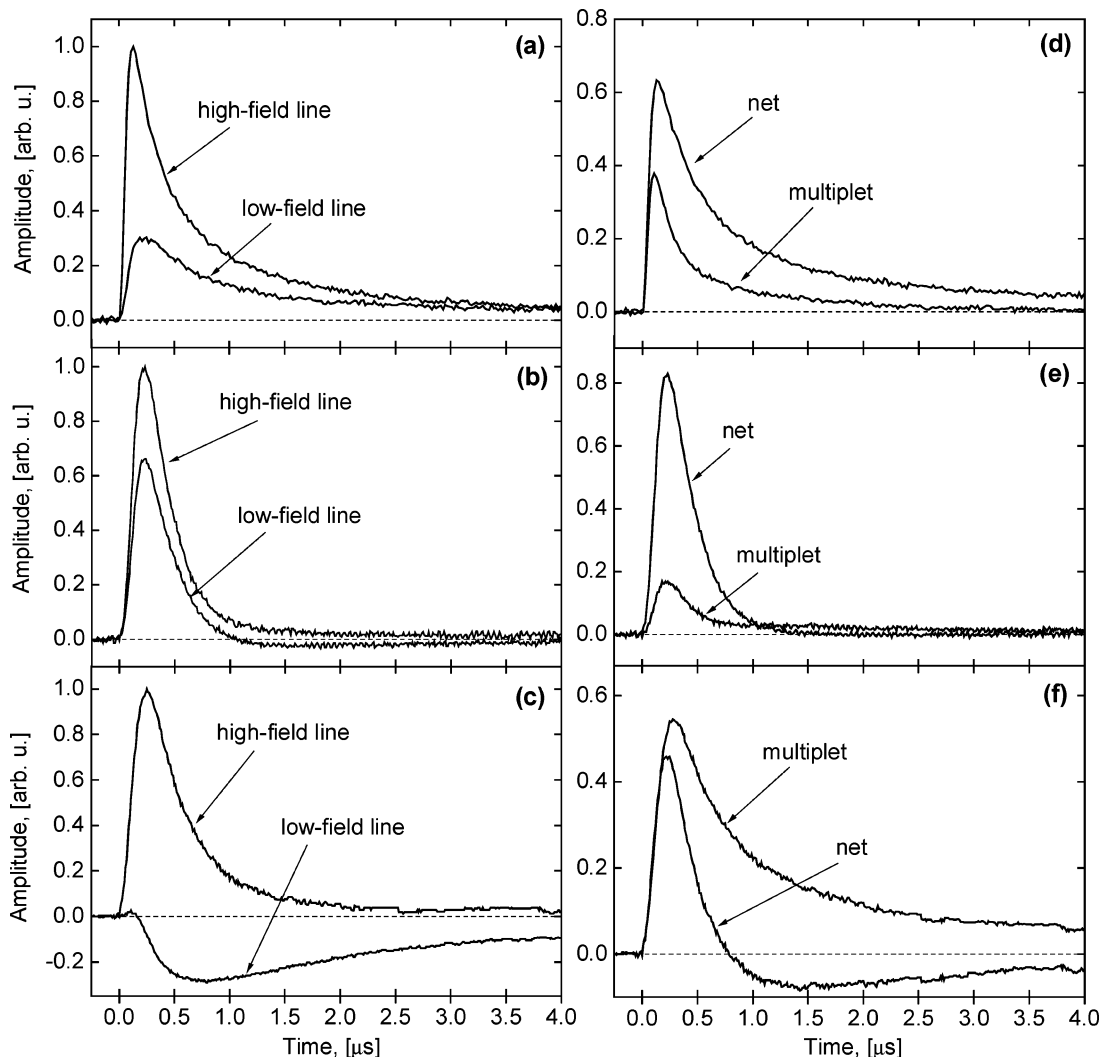 (a)
1.0
0.8
0.6
0.4
0.2
0.0
Amplitude, [arb. u.]
high-field line
low-field line
(d)
0.8
0.6
0.4
0.2
0.0
Amplitude, [arb. u.]
net
multiplet
(b)
1.0
0.8
0.6
0.4
0.2
0.0
Amplitude, [arb. u.]
high-field line
low-field line
(e)
0.8
0.6
0.4
0.2
0.0
Amplitude, [arb. u.]
net
multiplet
(c)
1.0
0.8
0.6
0.4
0.2
0.0
-0.2
Amplitude, [arb. u.]
high-field line
low-field line
0.0 0.5 1.0 1.5 2.0 2.5 3.0 3.5 4.0
Time, [μs]
(f)
0.6
0.4
0.2
0.0
Amplitude, [arb. u.]
multiplet
net
0.0 0.5 1.0 1.5 2.0 2.5 3.0 3.5 4.0
Time, [μs]